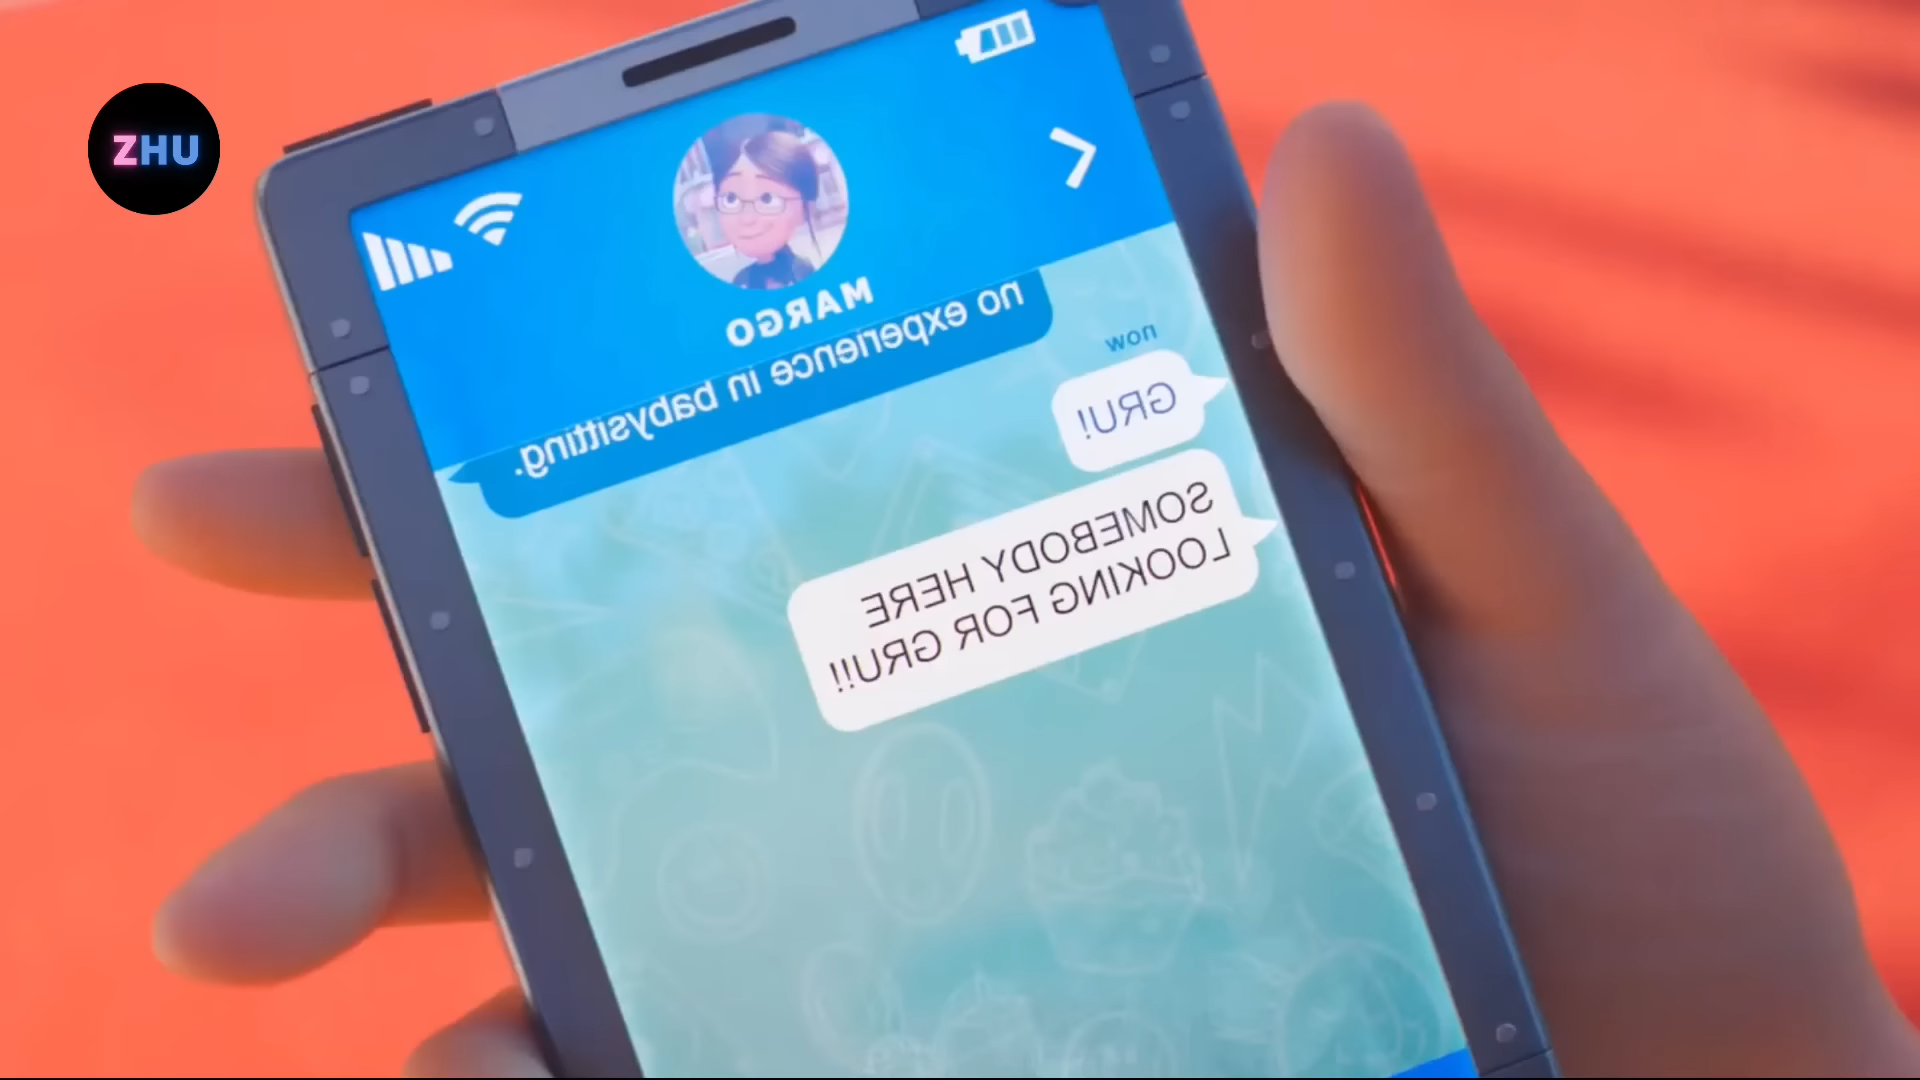 ZHU
MARGO
no experience in babysitting.
now
GRU!
SOMEBODY HERE
LOOKING FOR GRU!!